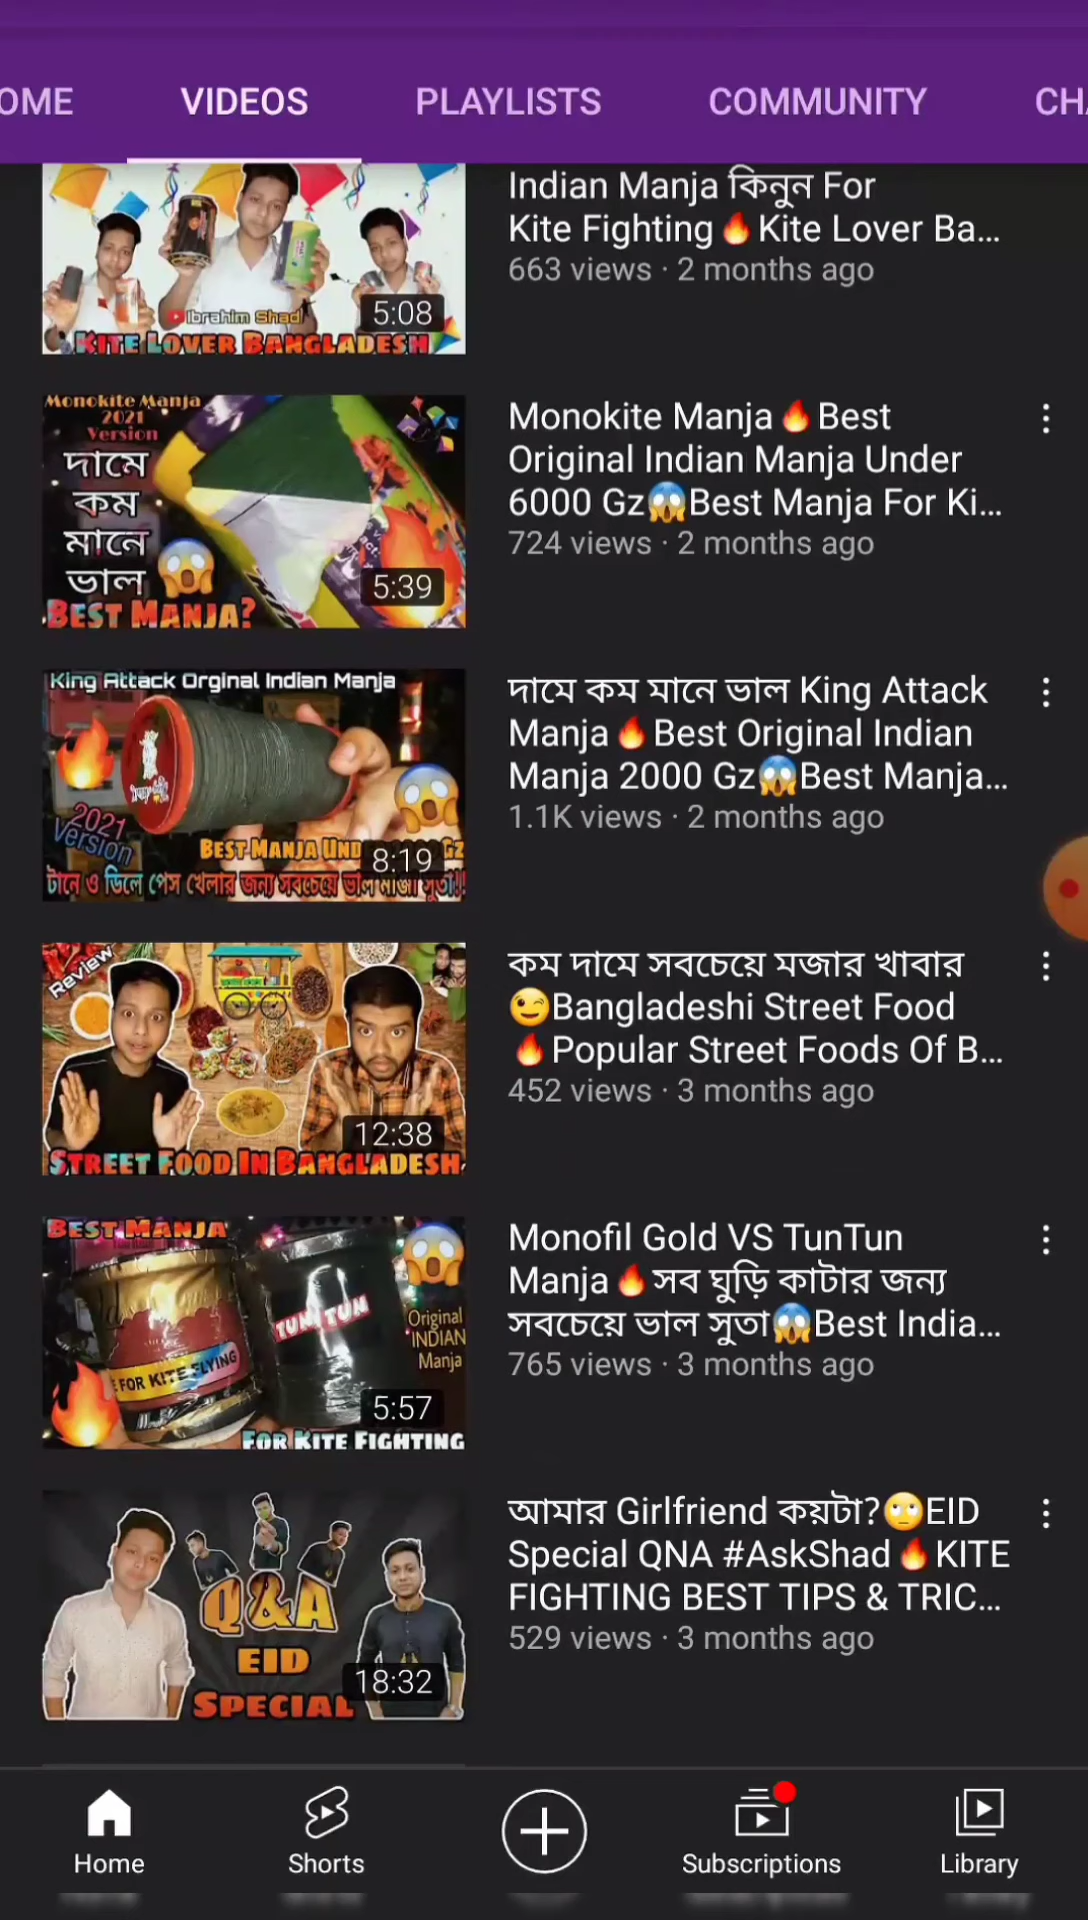 OME VIDEOS PLAYLISTS COMMUNITY CHA
Indian Manja কিনুন For
Kite Fighting🔥Kite Lover Ba...
663 views · 2 months ago
Ibrahim Shad
5:08
KITE LOVER BANGLADESH
Monokite Manja
2021
Version
দামে
কম
মানে
ভাল
BEST MANJA?
5:39
Monokite Manja🔥Best
Original Indian Manja Under
6000 Gz😱Best Manja For Ki...
724 views · 2 months ago
King Attack Orginal Indian Manja
2021
Version
BEST MANJA UND GZ
8:19
টানে ও ডিলে পেস খেলার জন্য সবচেয়ে ভাল মাঞ্জা সুতা!!
দামে কম মানে ভাল King Attack
Manja🔥Best Original Indian
Manja 2000 Gz😱Best Manja...
1.1K views · 2 months ago
Review
12:38
STREET FOOD IN BANGLADESH
কম দামে সবচেয়ে মজার খাবার
😉Bangladeshi Street Food
🔥Popular Street Foods Of B...
452 views · 3 months ago
BEST MANJA
TUN TUN
Original
INDIAN
Manja
FOR KITE FLYING
5:57
FOR KITE FIGHTING
Monofil Gold VS TunTun
Manja🔥সব ঘুড়ি কাটার জন্য
সবচেয়ে ভাল সুতা😱Best India...
765 views · 3 months ago
Q&A
EID
SPECIAL
18:32
আমার Girlfriend কয়টা?🙄EID
Special QNA #AskShad🔥KITE
FIGHTING BEST TIPS & TRIC...
529 views · 3 months ago
Home Shorts Subscriptions Library